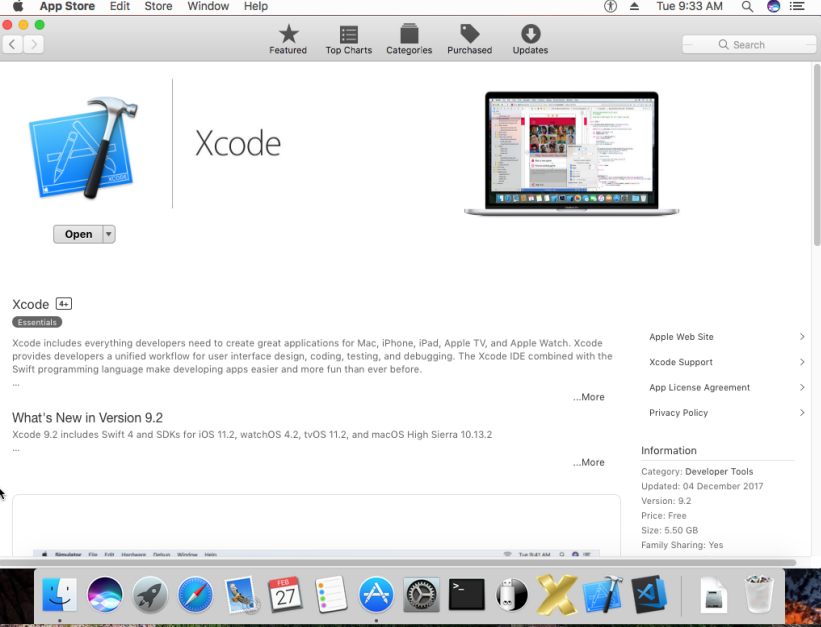 App Store Edit Store Window Help Tue 9:33 AM
Featured Top Charts Categories Purchased Updates Search
Xcode
XCODE
Open
Xcode 4+
Essentials
Xcode includes everything developers need to create great applications for Mac, iPhone, iPad, Apple TV, and Apple Watch. Xcode
provides developers a unified workflow for user interface design, coding, testing, and debugging. The Xcode IDE combined with the
Swift programming language make developing apps easier and more fun than ever before.
...
...More
What's New in Version 9.2
Xcode 9.2 includes Swift 4 and SDKs for iOS 11.2, watchOS 4.2, tvOS 11.2, and macOS High Sierra 10.13.2
...
...More
Apple Web Site
Xcode Support
App License Agreement
Privacy Policy
Information
Category: Developer Tools
Updated: 04 December 2017
Version: 9.2
Price: Free
Size: 5.50 GB
Family Sharing: Yes
Simulator File Edit Hardware Debug Window Help Tue 9:41 AM
FEB
27